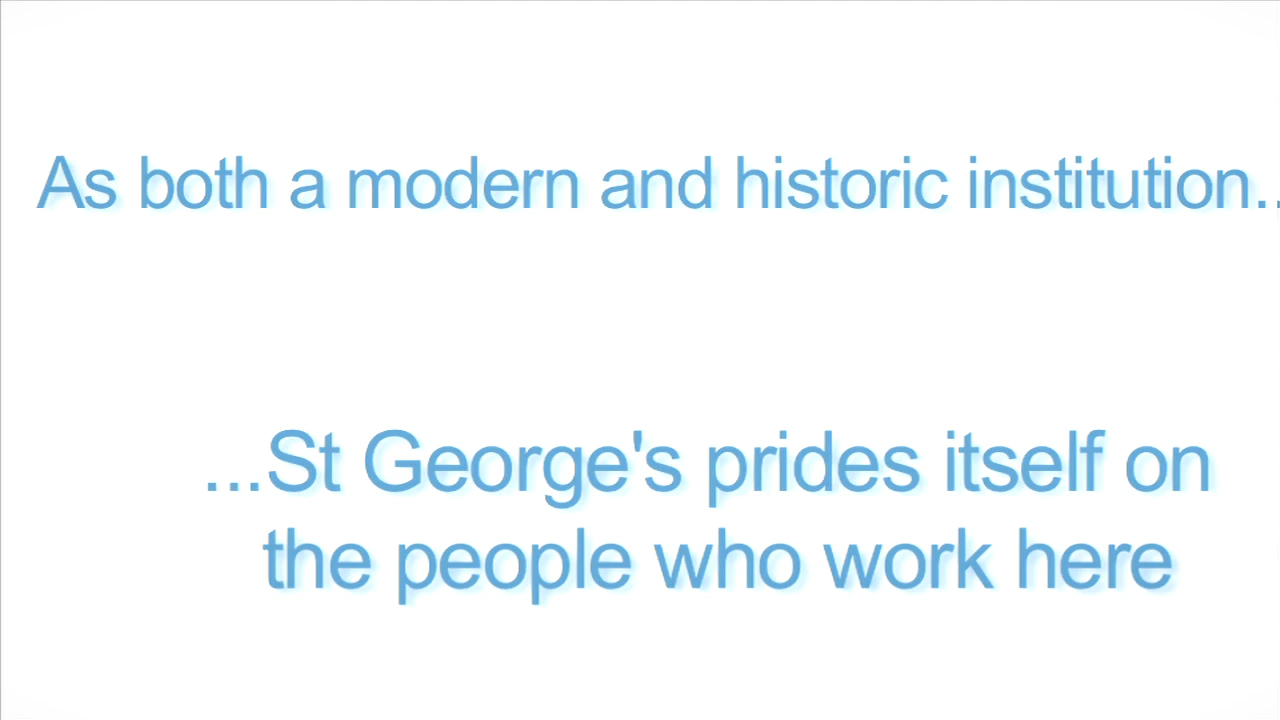 As both a modern and historic institution..
...St George's prides itself on
the people who work here